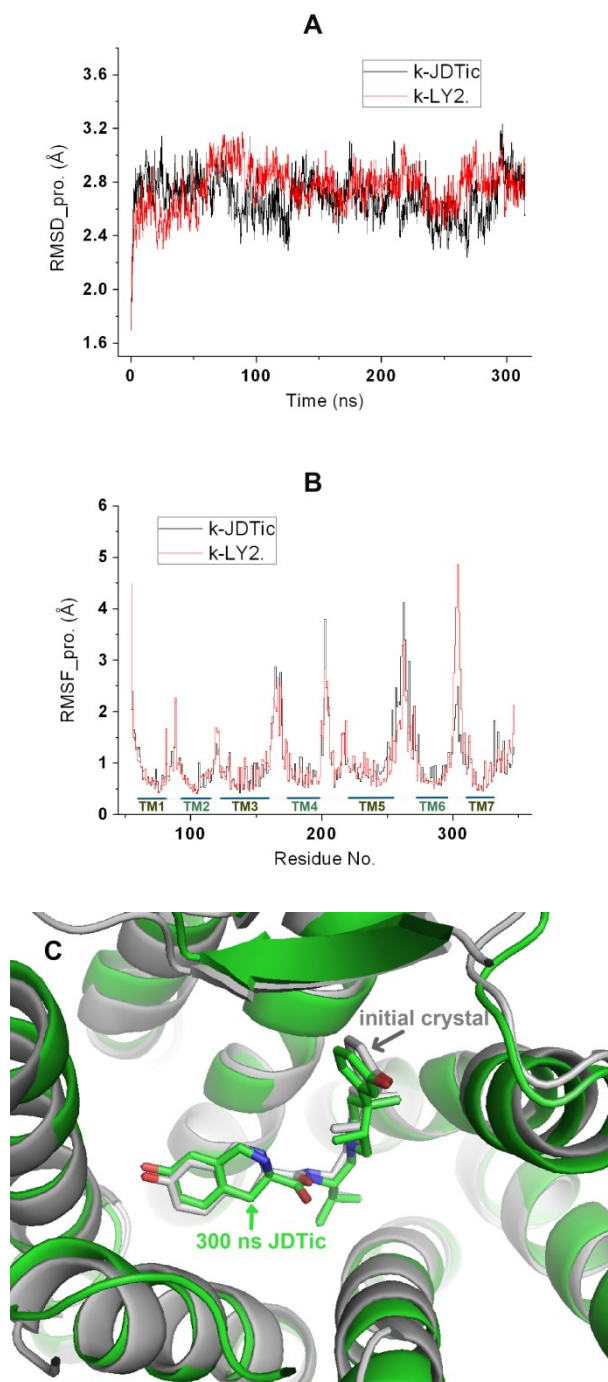 A
k-JDTic
k-LY2.
3.6
3.2
2.8
2.4
2.0
1.6
RMSD_pro. (Å)
0 100 200 300
Time (ns)
B
k-JDTic
k-LY2.
6
5
4
3
2
1
0
RMSF_pro. (Å)
TM1 TM2 TM3 TM4 TM5 TM6 TM7
100 200 300
Residue No.
C
initial crystal
300 ns JDTic